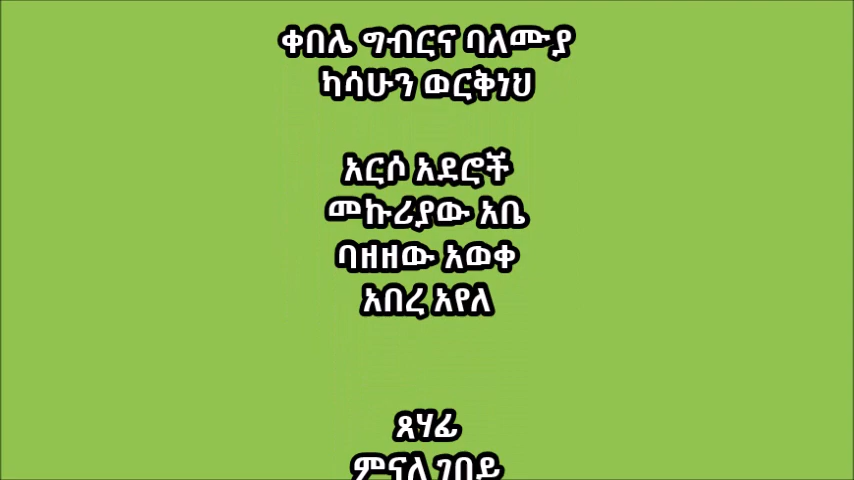 ቀበሌ ግብርና ባለሙያ
ካሳሁን ወርቅነህ
አርሶ አደሮች
መኩሪያው አቤ
ባዘዘው አወቀ
አበረ አየለ
ጸሃፊ
ምናለ ገበይ